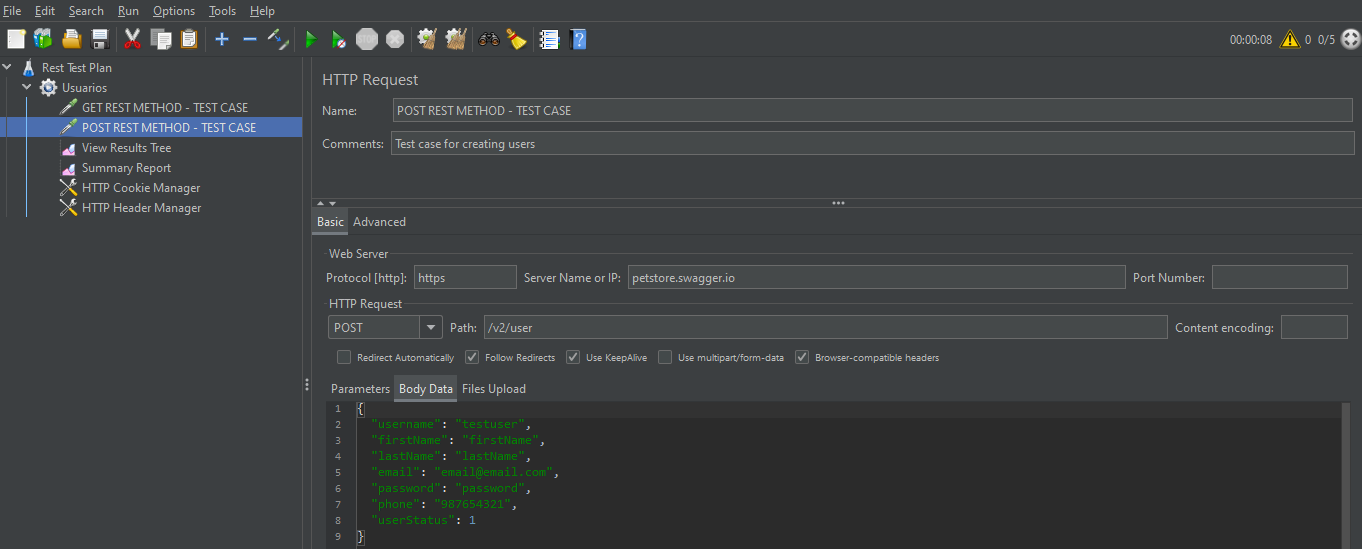 File Edit Search Run Options Tools Help
STOP
00:00:08 0 0/5
Rest Test Plan
Usuarios
GET REST METHOD - TEST CASE
POST REST METHOD - TEST CASE
View Results Tree
Summary Report
HTTP Cookie Manager
HTTP Header Manager
HTTP Request
Name: POST REST METHOD - TEST CASE
Comments: Test case for creating users
Basic Advanced
Web Server
Protocol [http]: https Server Name or IP: petstore.swagger.io Port Number:
HTTP Request
POST Path: /v2/user Content encoding:
Redirect Automatically Follow Redirects Use KeepAlive Use multipart/form-data Browser-compatible headers
Parameters Body Data Files Upload
1 {
2 "username": "testuser",
3 "firstName": "firstName",
4 "lastName": "lastName",
5 "email": "email@email.com",
6 "password": "password",
7 "phone": "987654321",
8 "userStatus": 1
9 }